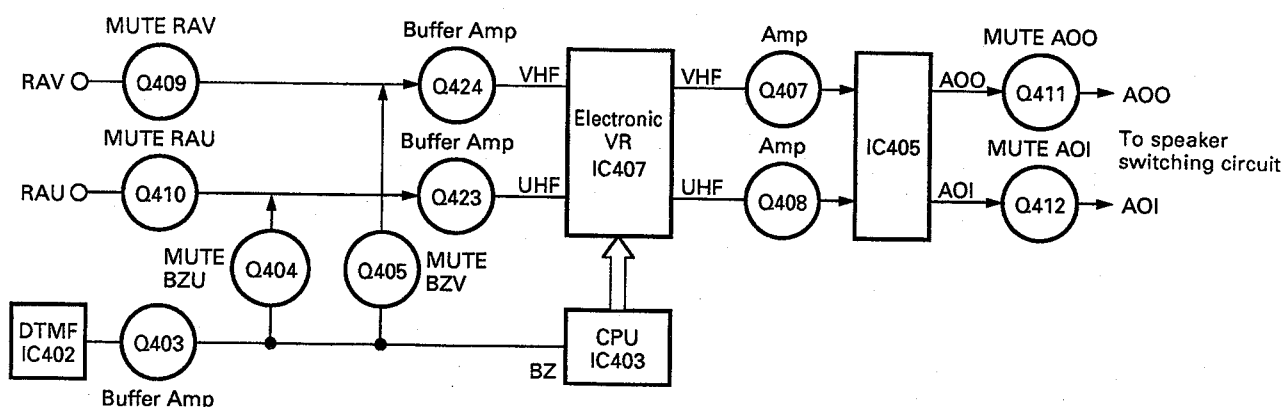 MUTE RAV
Buffer Amp
Amp
MUTE AOO
RAV
Q409
Q424
VHF
Electronic
VR
IC407
VHF
Q407
IC405
AOO
Q411
AOO
MUTE RAU
Buffer Amp
Amp
MUTE AOI
To speaker
switching circuit
RAU
Q410
Q423
UHF
UHF
Q408
AOI
Q412
AOI
MUTE
BZU
Q404
Q405
MUTE
BZV
DTMF
IC402
Q403
Buffer Amp
BZ
CPU
IC403